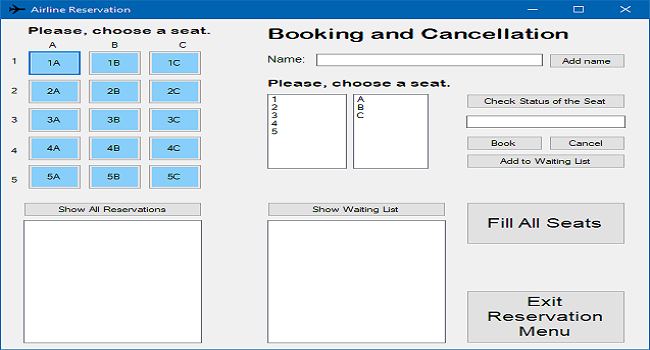 Airline Reservation
Please, choose a seat.
A B C
1 1A 1B 1C
2 2A 2B 2C
3 3A 3B 3C
4 4A 4B 4C
5 5A 5B 5C
Show All Reservations
Booking and Cancellation
Name: Add name
Please, choose a seat.
1 A
2 B
3 C
4
5
Check Status of the Seat
Book Cancel
Add to Waiting List
Show Waiting List
Fill All Seats
Exit
Reservation
Menu